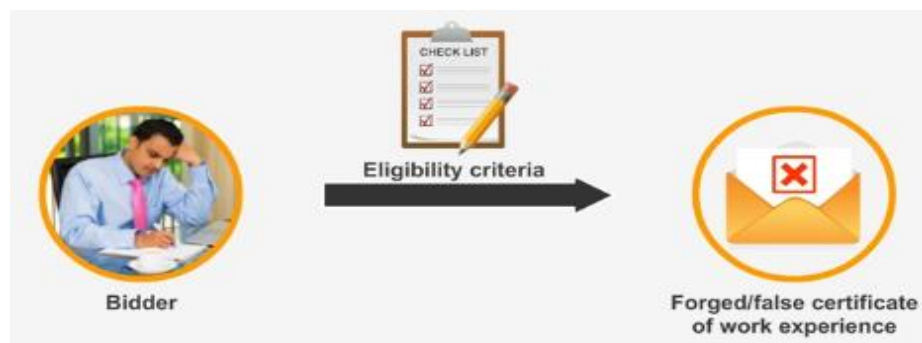 CHECK LIST
Eligibility criteria
Bidder
Forged/false certificate
of work experience